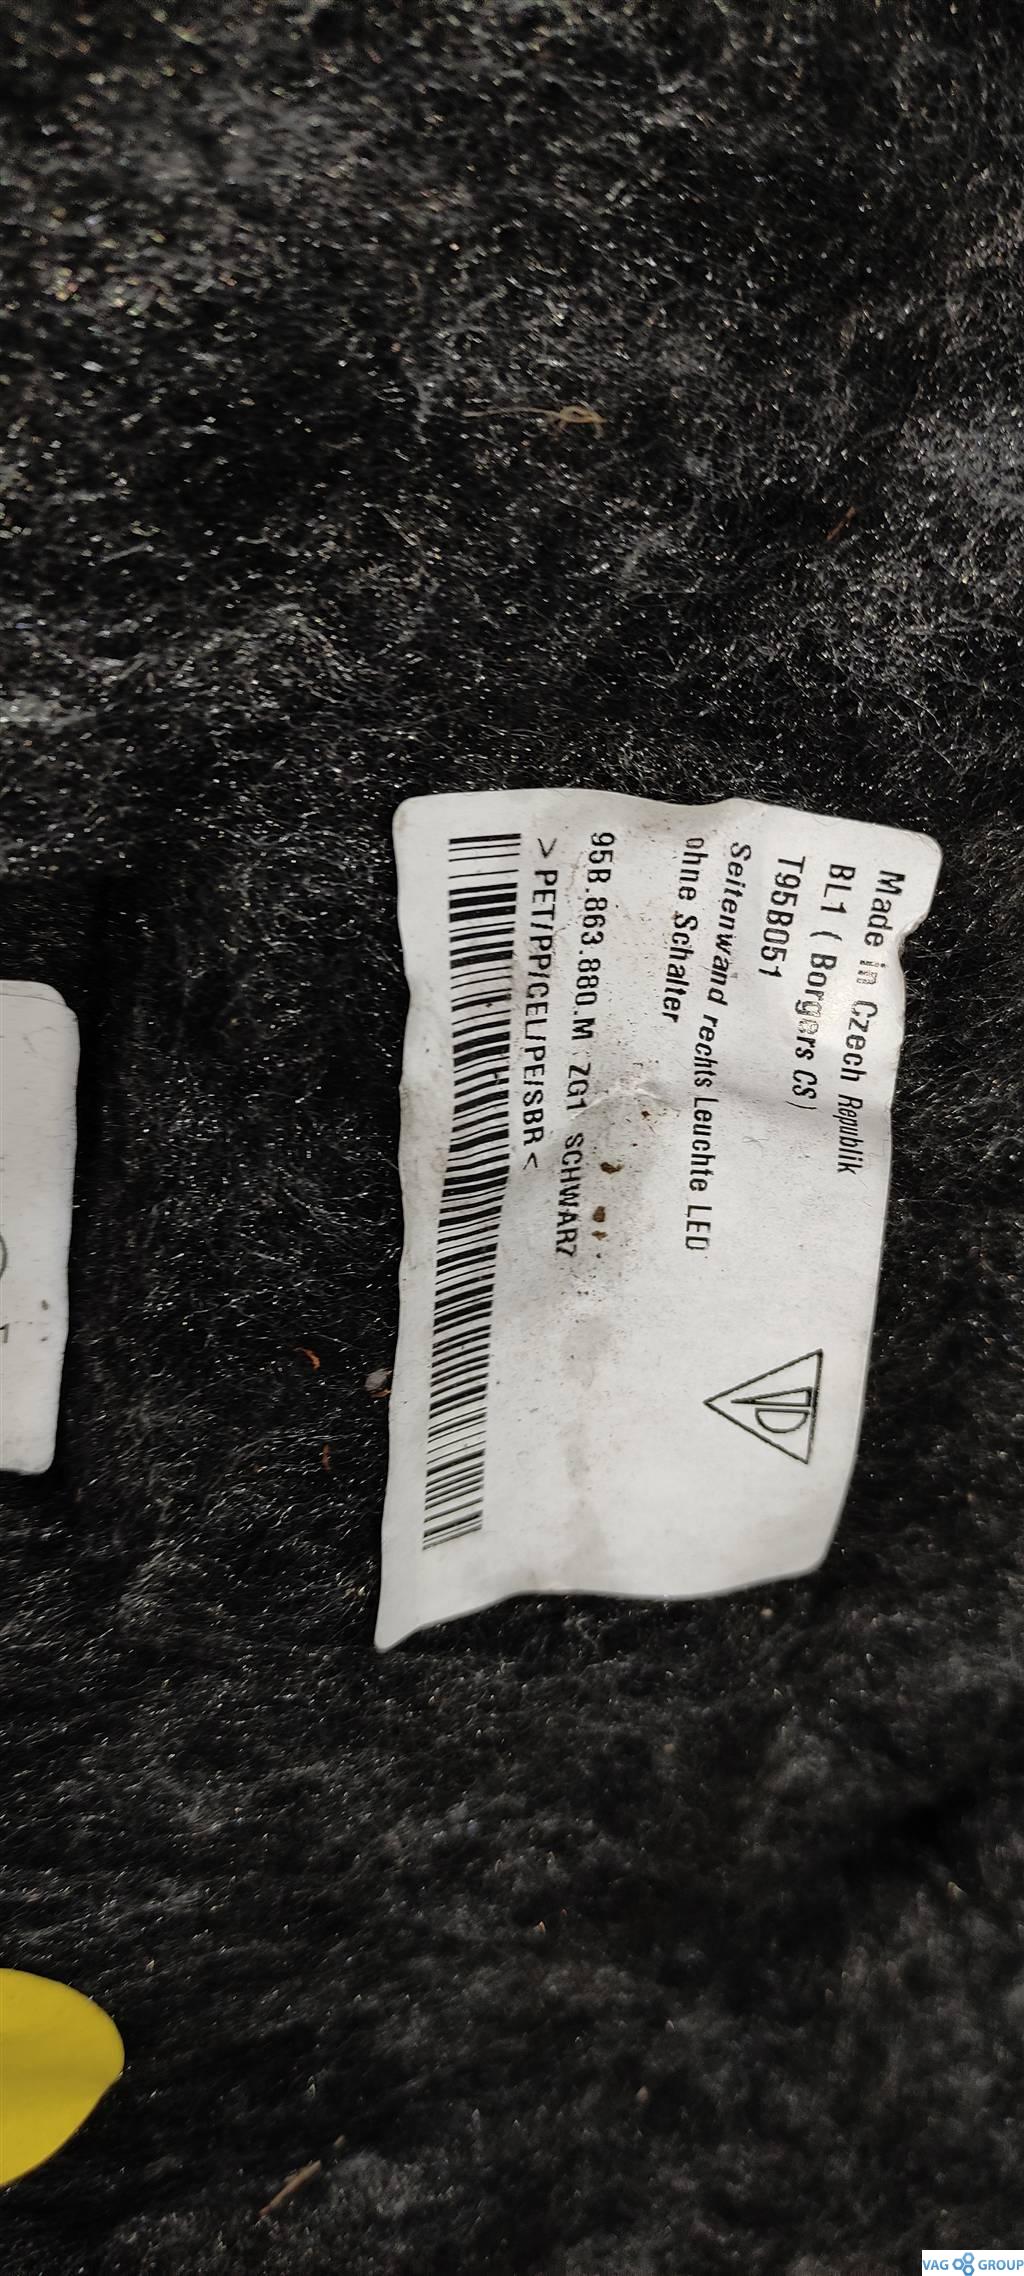 Made in Czech Republik
BL1 ( Borgers CS )
T95B051
Seitenwand rechts Leuchte LED
ohne Schalter
95B.863.880.M ZG1 SCHWARZ
>PET/PP/CEL/PE/SBR<
1
VAG GROUP